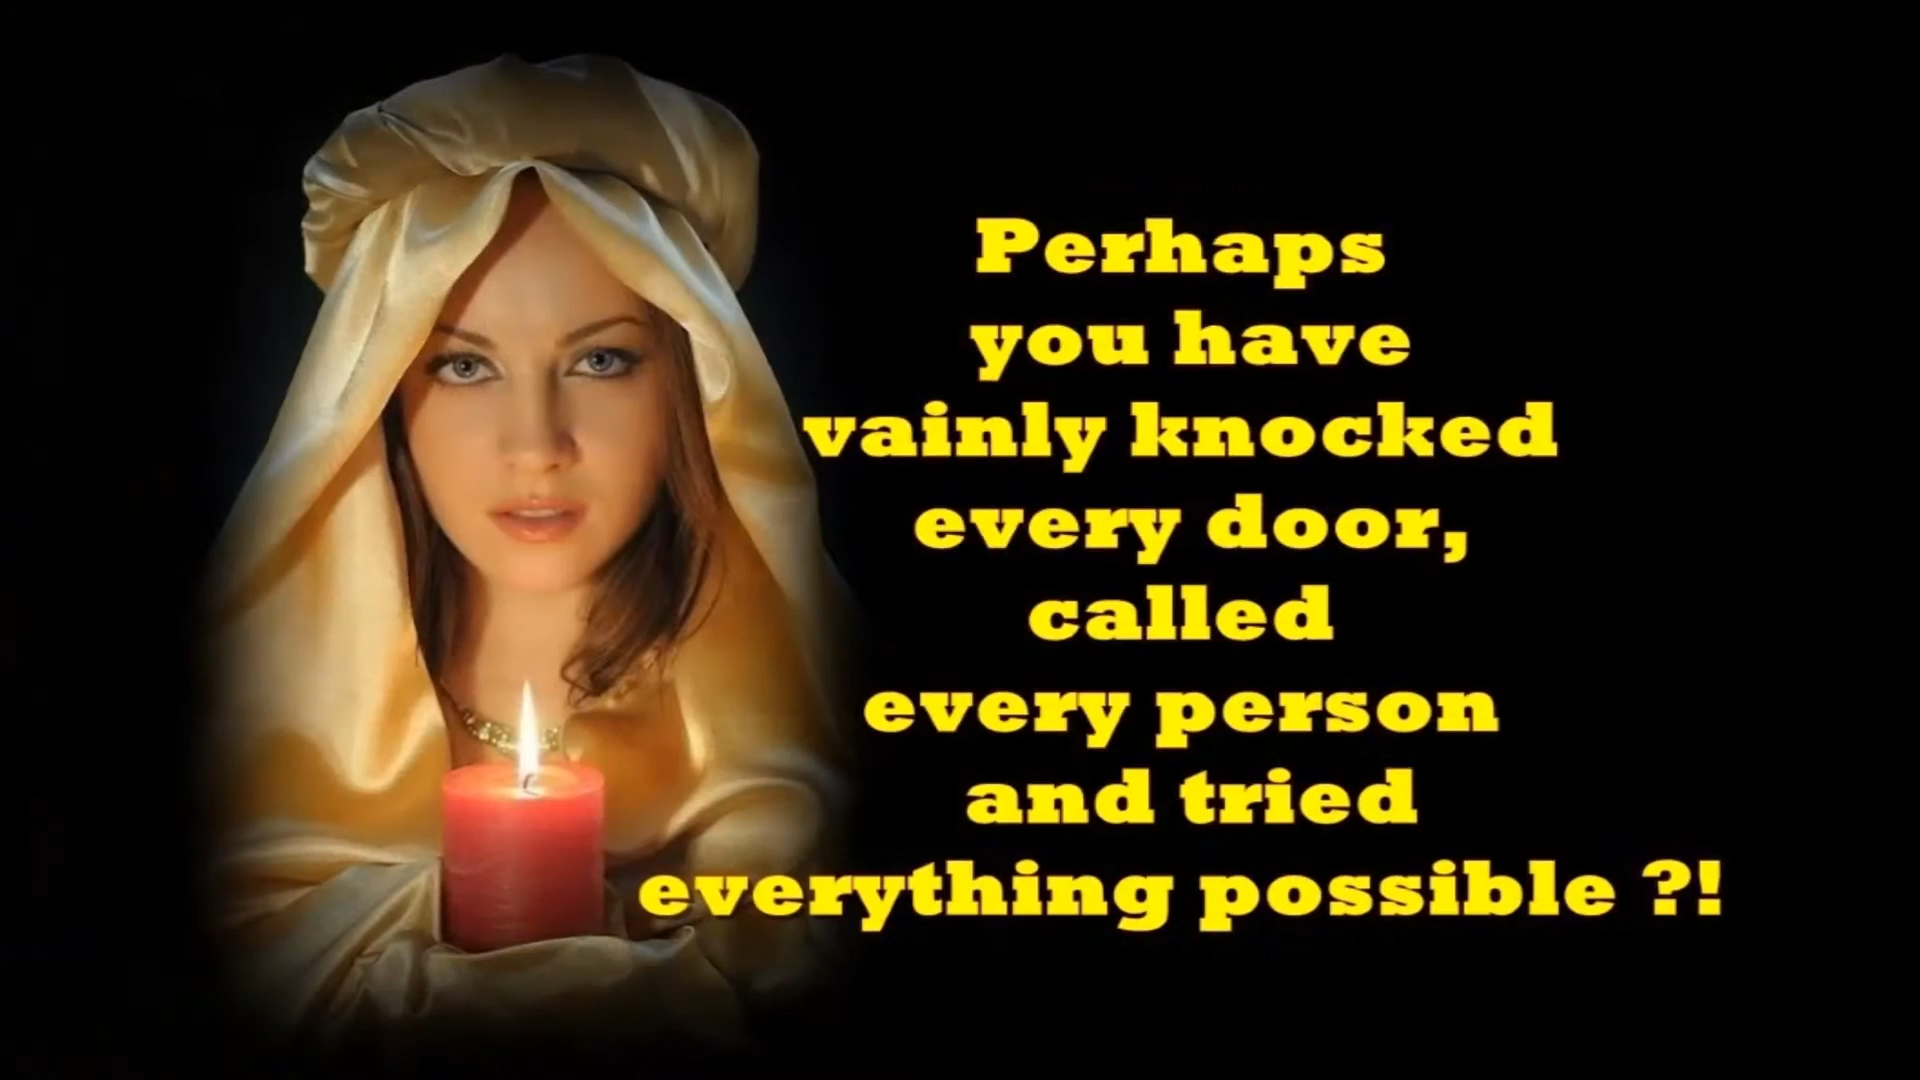 Perhaps
you have
vainly knocked
every door,
called
every person
and tried
everything possible ?!